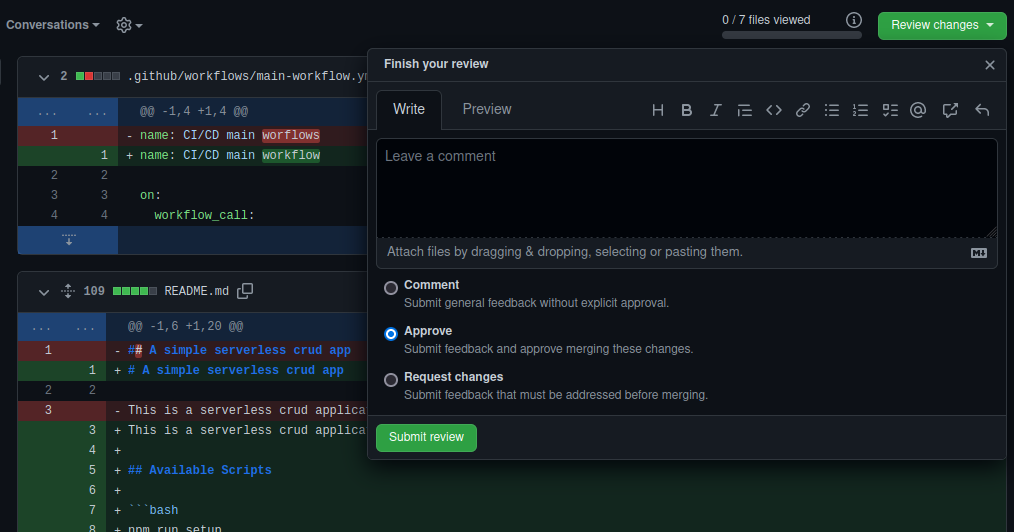 Conversations
0 / 7 files viewed
Review changes
2 .github/workflows/main-workflow.y
... ... @@ -1,4 +1,4 @@
1 - name: CI/CD main worflows
1 + name: CI/CD main workflow
2 2
3 3 on:
4 4 workflow_call:
109 README.md
... ... @@ -1,6 +1,20 @@
1 - ## A simple serverless crud app
1 + # A simple serverless crud app
2 2
3 - This is a serverless crud applica
3 + This is a serverless crud applica
4 +
5 + ## Available Scripts
6 +
7 + ```bash
8 + npm run setup
Finish your review
Write Preview
Leave a comment
Attach files by dragging & dropping, selecting or pasting them.
Comment
Submit general feedback without explicit approval.
Approve
Submit feedback and approve merging these changes.
Request changes
Submit feedback that must be addressed before merging.
Submit review